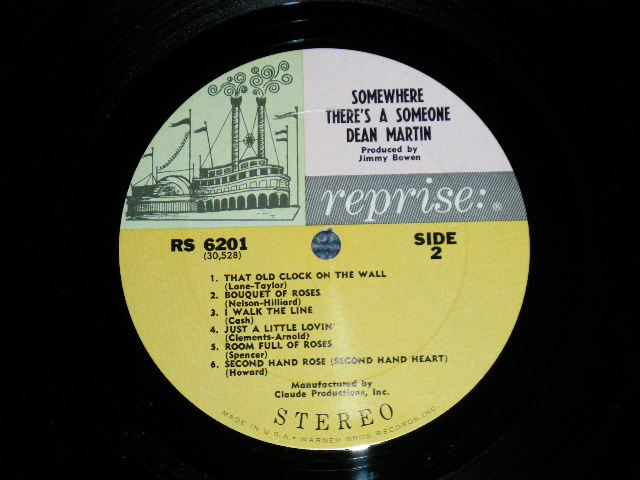 SOMEWHERE
THERE'S A SOMEONE
DEAN MARTIN
Produced by
Jimmy Bowen
reprise: ®
RS 6201
(30,528)
SIDE
2
1. THAT OLD CLOCK ON THE WALL
(Lane-Taylor)
2. BOUQUET OF ROSES
(Nelson-Hilliard)
3. I WALK THE LINE
(Cash)
4. JUST A LITTLE LOVIN'
(Clements-Arnold)
5. ROOM FULL OF ROSES
(Spencer)
6. SECOND HAND ROSE (SECOND HAND HEART)
(Howard)
Manufactured by
Claude Productions, Inc.
STEREO
MADE IN U.S.A. • WARNER BROS. RECORDS, INC.